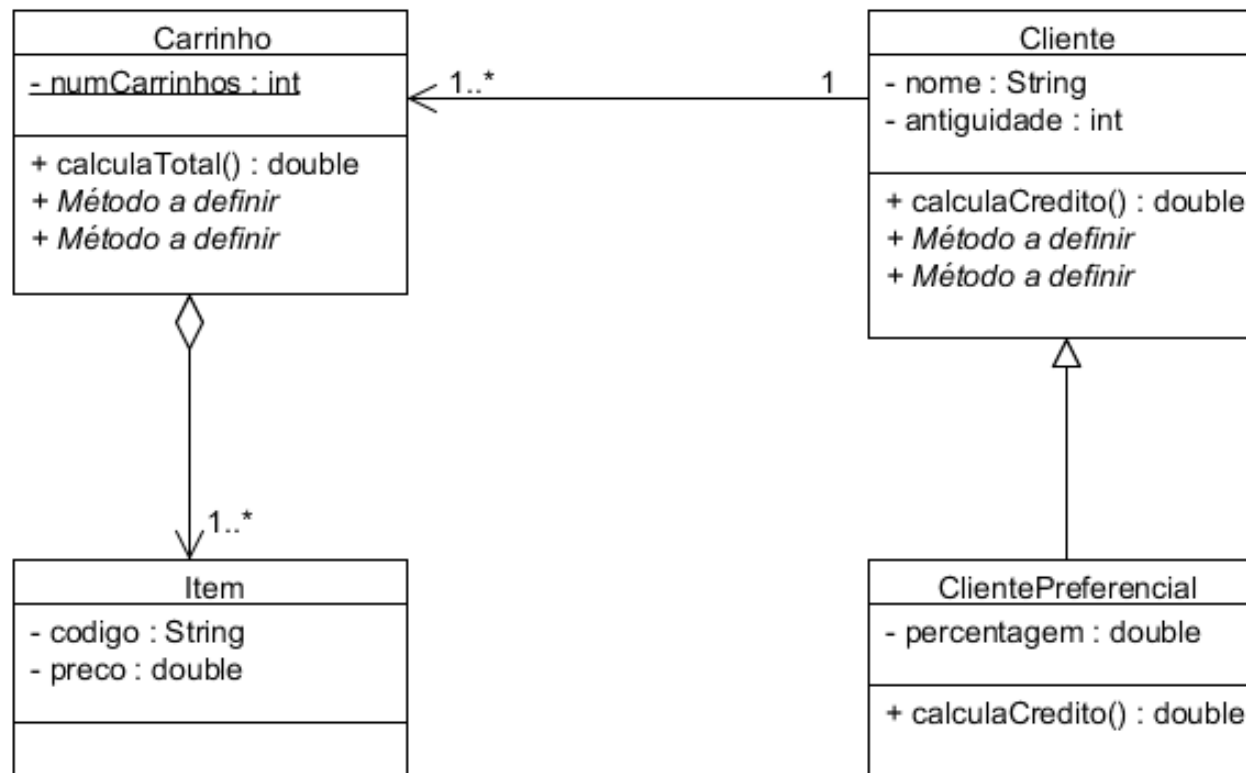 Carrinho
- numCarrinhos : int
+ calculaTotal() : double
+ Método a definir
+ Método a definir
1..*
1
Cliente
- nome : String
- antiguidade : int
+ calculaCredito() : double
+ Método a definir
+ Método a definir
1..*
Item
- codigo : String
- preco : double
ClientePreferencial
- percentagem : double
+ calculaCredito() : double